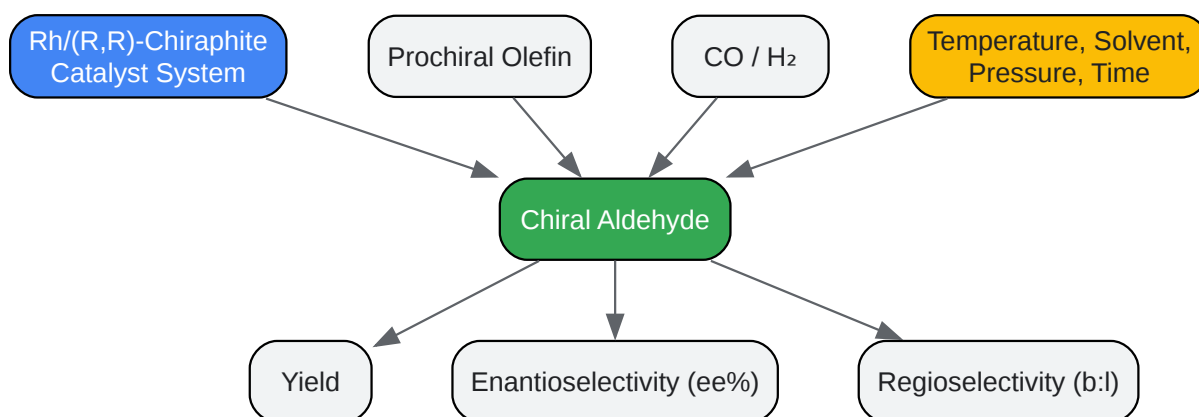 Rh/(R,R)-Chiraphite
Catalyst System
Prochiral Olefin
CO / H₂
Temperature, Solvent,
Pressure, Time
Chiral Aldehyde
Yield
Enantioselectivity (ee%)
Regioselectivity (b:l)